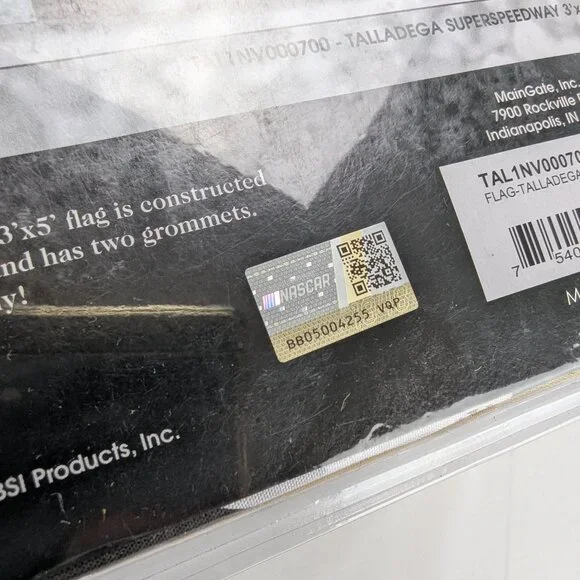 TAL1NV000700 - TALLADEGA SUPERSPEEDWAY 3'x
MainGate, Inc.
7900 Rockville
Indianapolis, IN
TAL1NV00070
FLAG-TALLADEGA
3'x5' flag is constructed
nd has two grommets.
y!
NASCAR
BB05004255 VQP
7 540
M
BSI Products, Inc.